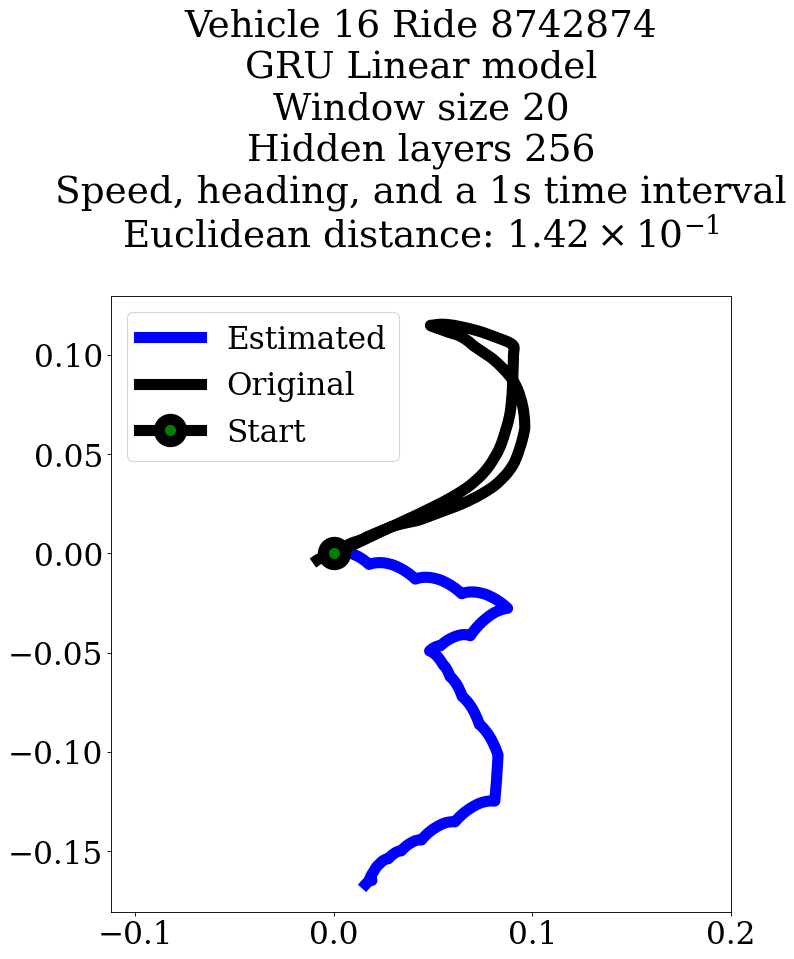 Vehicle 16 Ride 8742874
GRU Linear model
Window size 20
Hidden layers 256
Speed, heading, and a 1s time interval
Euclidean distance: 1.42 × 10⁻¹
Estimated
Original
Start
0.10
0.05
0.00
−0.05
−0.10
−0.15
−0.1 0.0 0.1 0.2